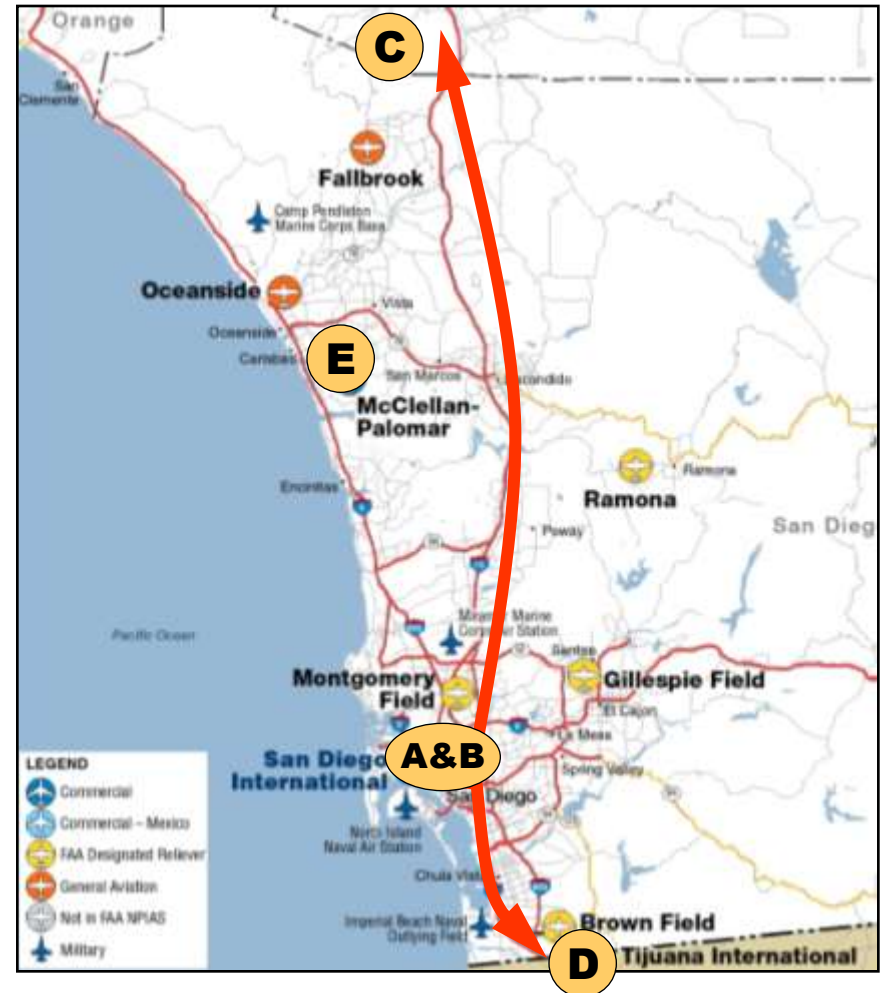 Orange
C
San
Clemente
Fallbrook
Camp Pendleton
Marine Corps Base
Oceanside
Vista
Oceanside
Carlsbad
E
San Marcos
Escondido
McClellan-
Palomar
Ramona
Ramona
Encinitas
5
San Dieg
Poway
15
Miramar Marine
Corps Air Station
Pacific Ocean
Santee
Montgomery
Field
Gillespie Field
El Cajon
8
La Mesa
San Diego
International
A&B
Spring Valley
San Diego
North Island
Naval Air Station
Chula Vista
Imperial Beach Naval
Outlying Field
Brown Field
D
Tijuana International
LEGEND
Commercial
Commercial – Mexico
FAA Designated Reliever
General Aviation
Not in FAA NPIAS
Military